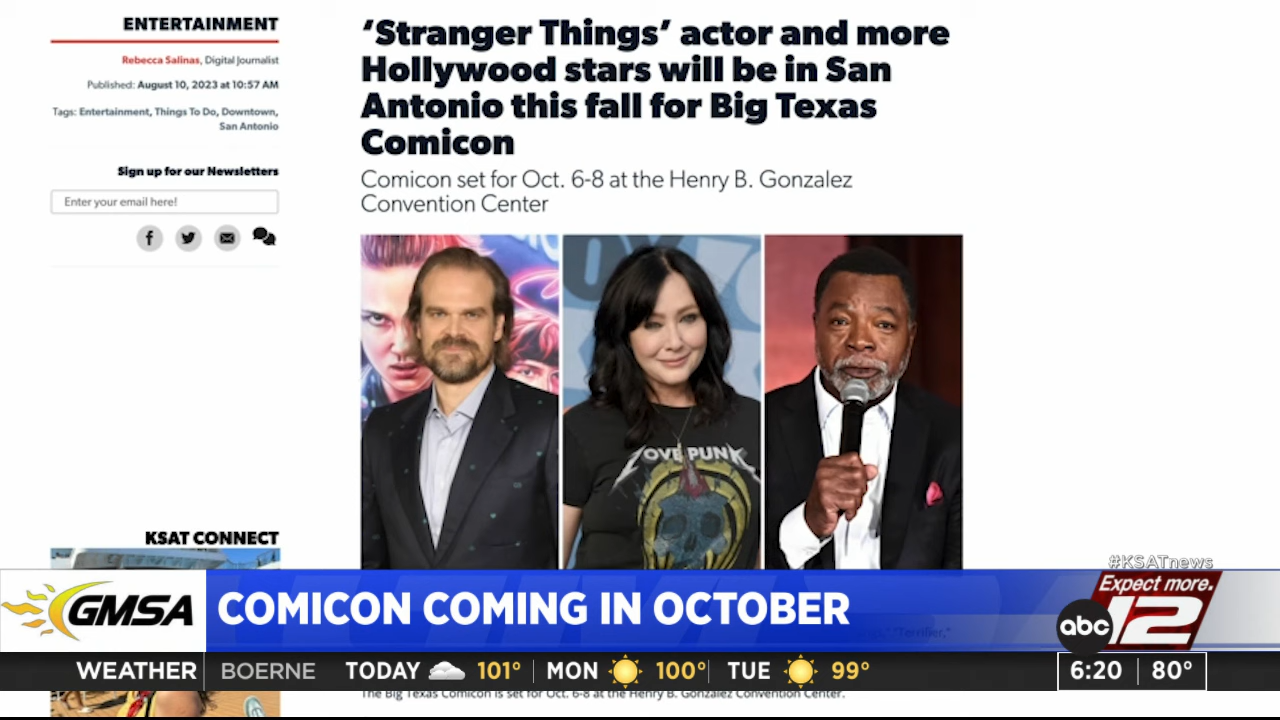 ENTERTAINMENT
Rebecca Salinas, Digital Journalist
Published: August 10, 2023 at 10:57 AM
Tags: Entertainment, Things To Do, Downtown,
San Antonio
Sign up for our Newsletters
Enter your email here!
KSAT CONNECT
‘Stranger Things’ actor and more
Hollywood stars will be in San
Antonio this fall for Big Texas
Comicon
Comicon set for Oct. 6-8 at the Henry B. Gonzalez
Convention Center
LOVE PUNK
#KSATnews
Expect more.
abc 12
GMSA
COMICON COMING IN OCTOBER
"Terrifier,"
WEATHER BOERNE TODAY 101° MON 100° TUE 99°
6:20 80°
The Big Texas Comicon is set for Oct. 6-8 at the Henry B. Gonzalez Convention Center.